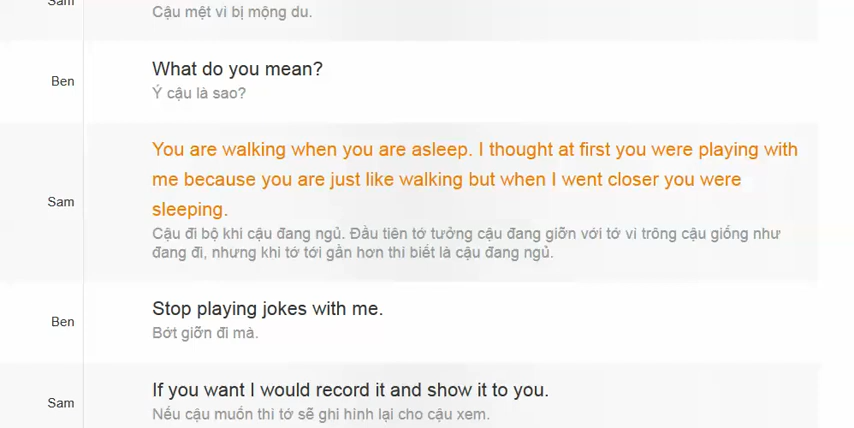 Sam
Cậu mệt vì bị mộng du.
Ben
What do you mean?
Ý cậu là sao?
Sam
You are walking when you are asleep. I thought at first you were playing with
me because you are just like walking but when I went closer you were
sleeping.
Cậu đi bộ khi cậu đang ngủ. Đầu tiên tớ tưởng cậu đang giỡn với tớ vì trông cậu giống như
đang đi, nhưng khi tớ tới gần hơn thì biết là cậu đang ngủ.
Ben
Stop playing jokes with me.
Bớt giỡn đi mà.
Sam
If you want I would record it and show it to you.
Nếu cậu muốn thì tớ sẽ ghi hình lại cho cậu xem.